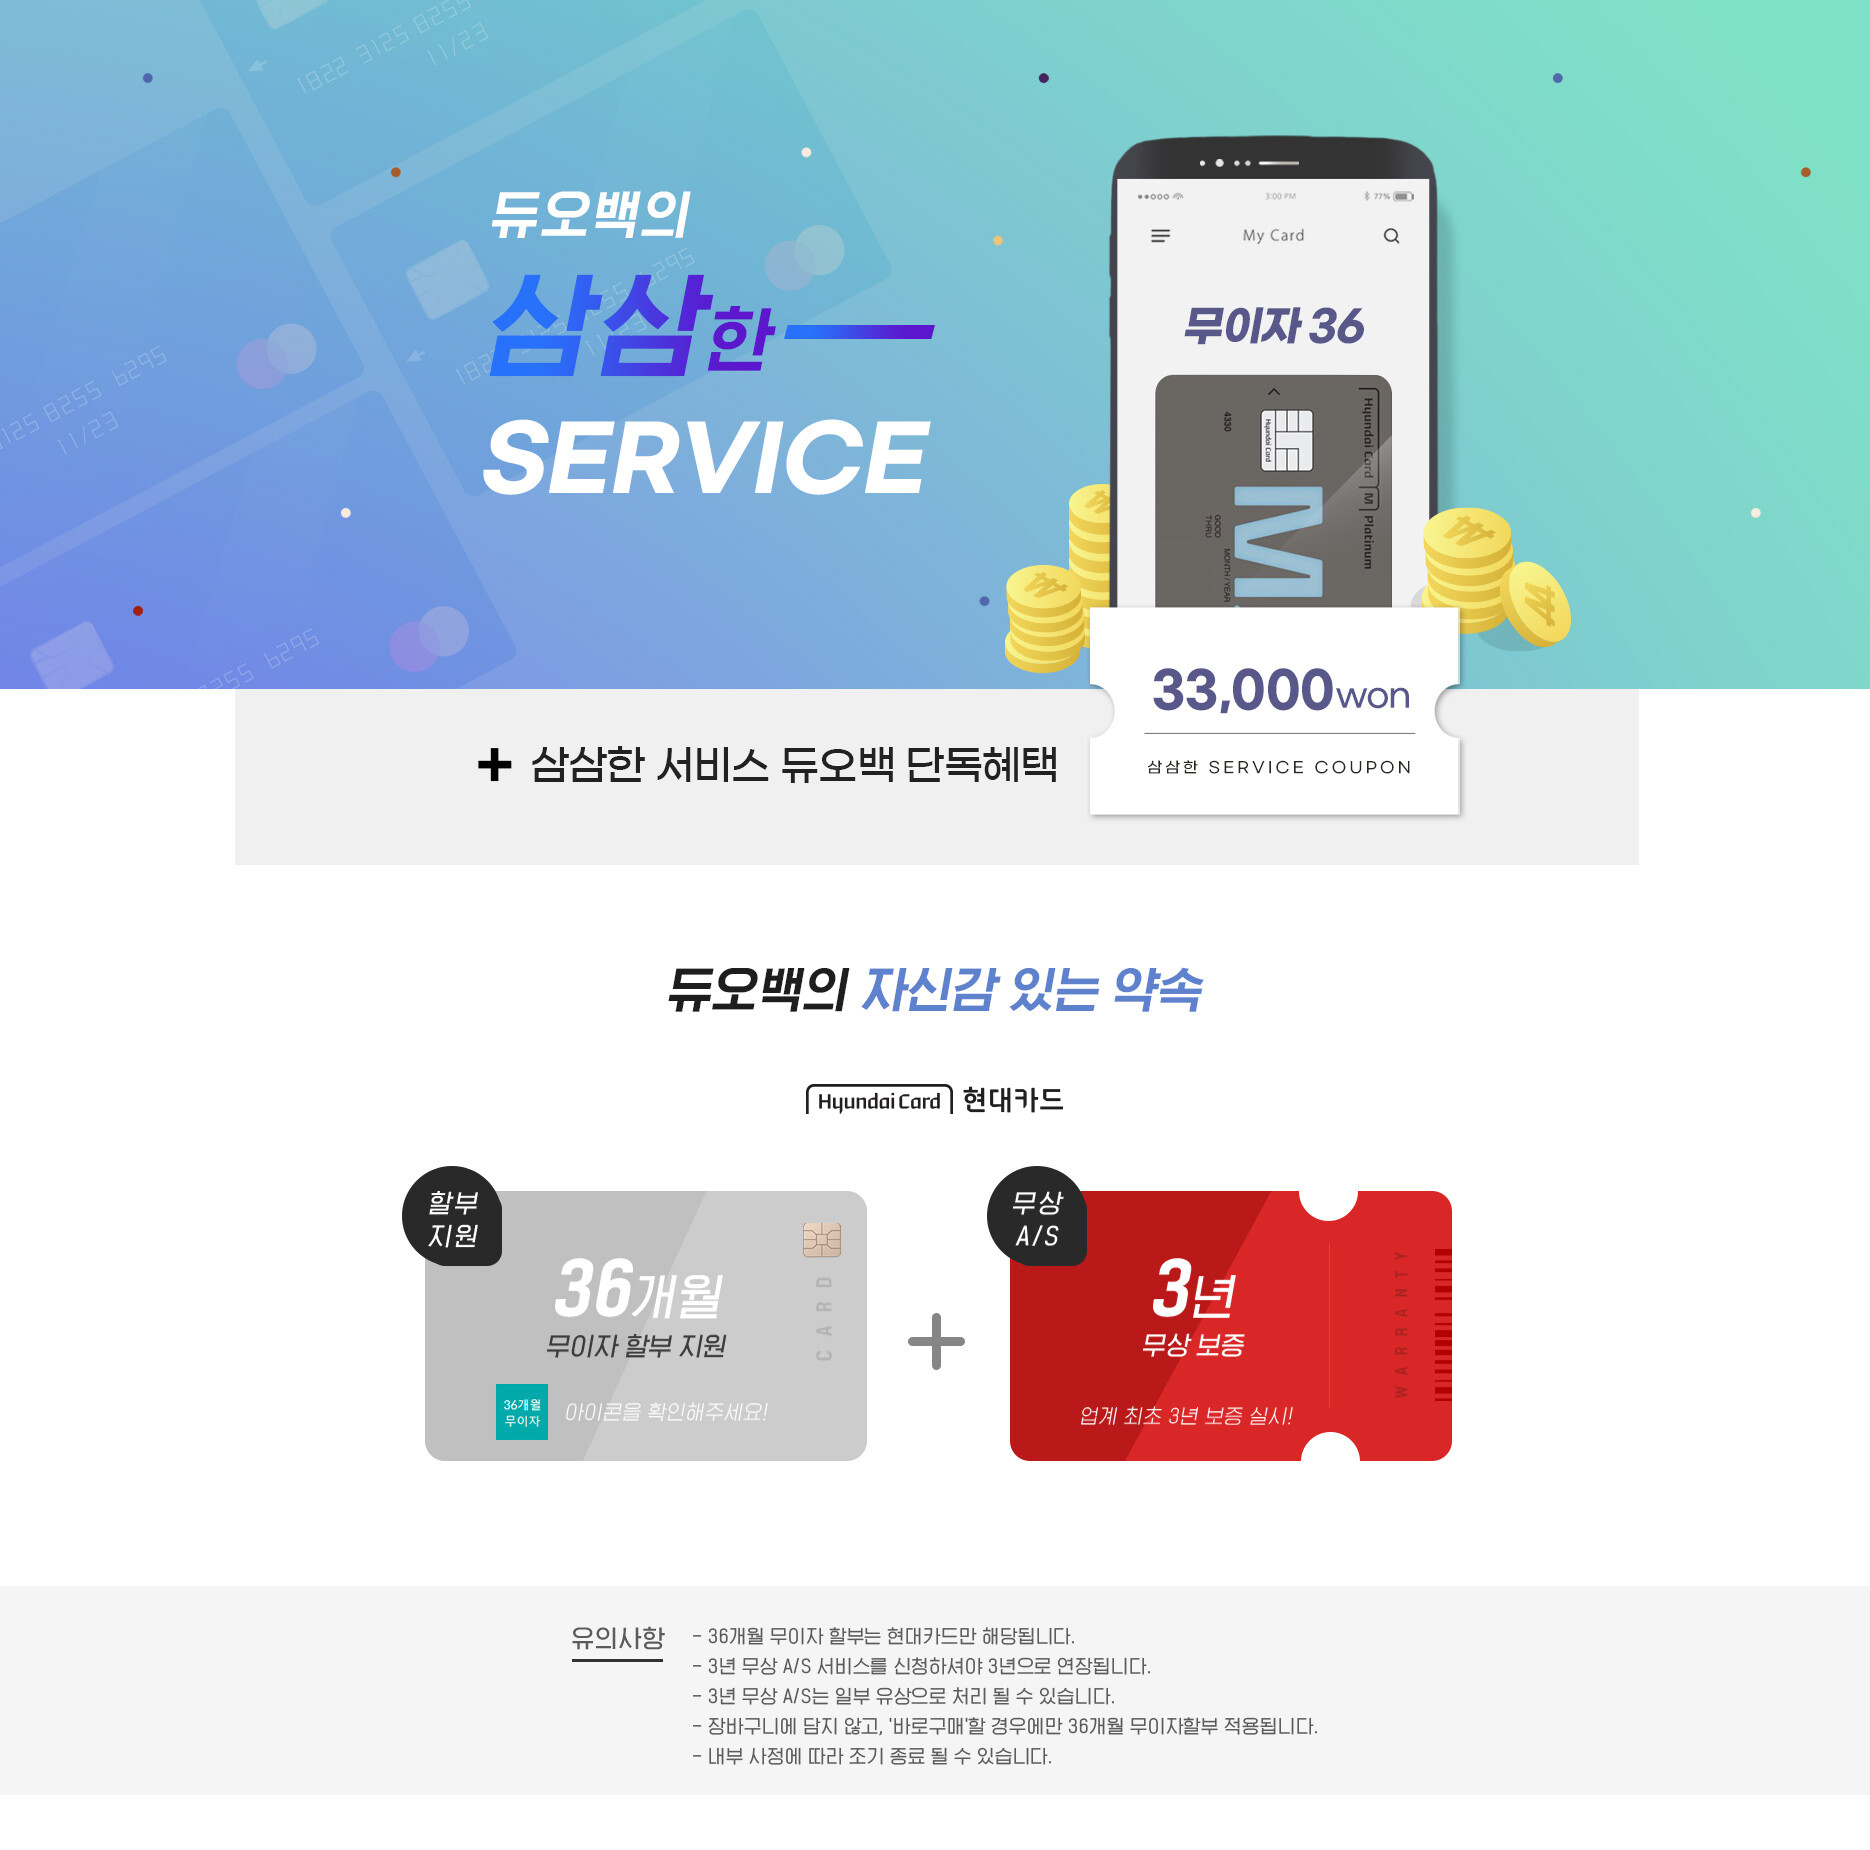 1822 3125 8255
11/23
듀오백의
삼삼한
SERVICE
125 8255 6295
11/23
8255 6295
3:00 PM
77%
My Card
무이자 36
Hyundai Card M Platinum
Hyundai Card
4330
GOOD THRU
MONTH / YEAR
M
33,000won
삼삼한 SERVICE COUPON
+ 삼삼한 서비스 듀오백 단독혜택
듀오백의 자신감 있는 약속
Hyundai Card 현대카드
할부
지원
36개월
무이자 할부 지원
36개월
무이자
아이콘을 확인해주세요!
CARD
+
무상
A/S
3년
무상 보증
업계 최초 3년 보증 실시!
WARRANTY
유의사항
- 36개월 무이자 할부는 현대카드만 해당됩니다.
- 3년 무상 A/S 서비스를 신청하셔야 3년으로 연장됩니다.
- 3년 무상 A/S는 일부 유상으로 처리 될 수 있습니다.
- 장바구니에 담지 않고, '바로구매'할 경우에만 36개월 무이자할부 적용됩니다.
- 내부 사정에 따라 조기 종료 될 수 있습니다.